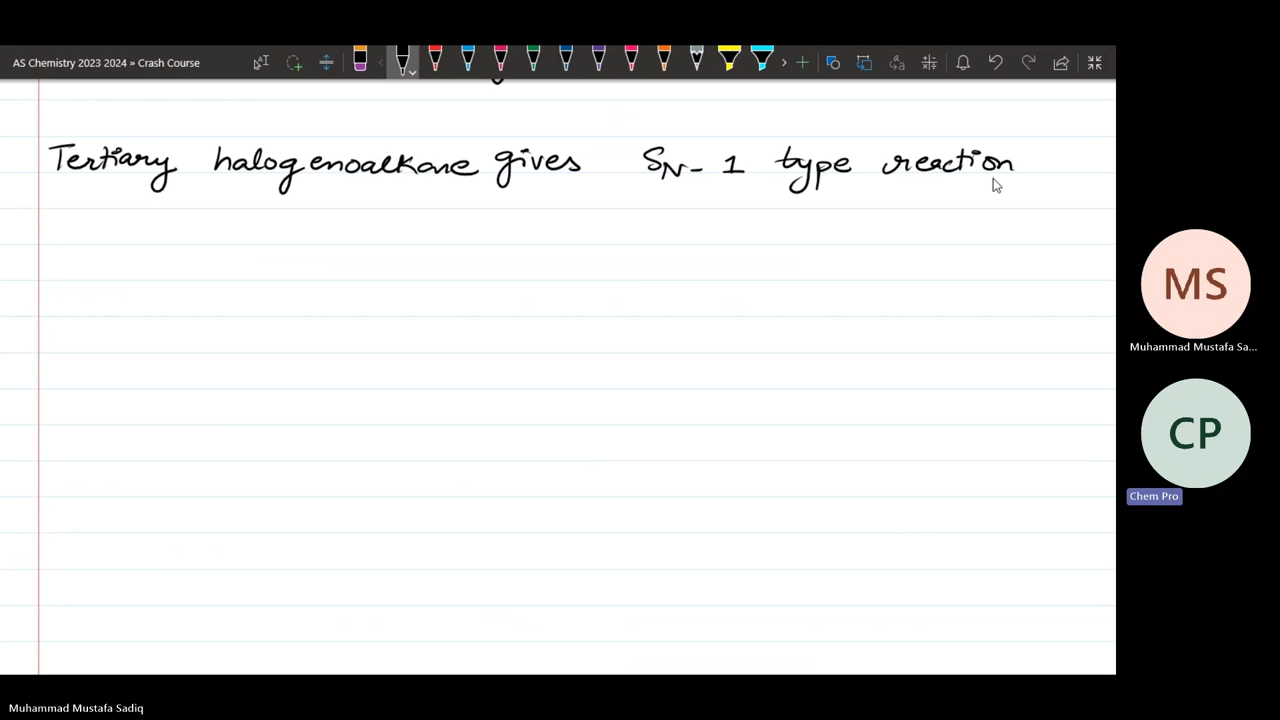 AS Chemistry 2023 2024 » Crash Course
Tertiary halogenoalkane gives SN-1 type reaction
MS
Muhammad Mustafa Sa...
CP
Chem Pro
Muhammad Mustafa Sadiq